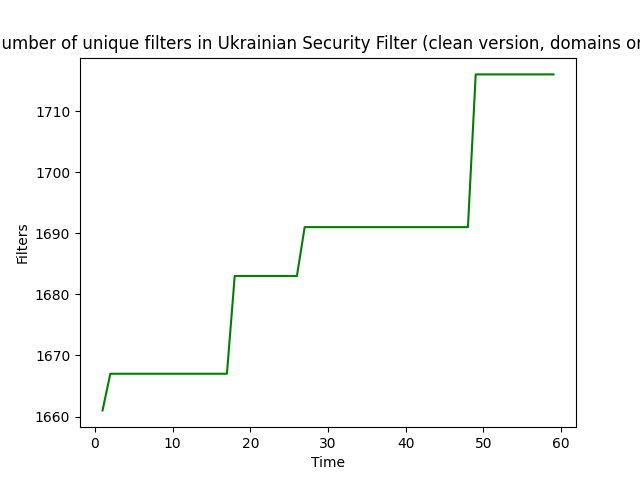 umber of unique filters in Ukrainian Security Filter (clean version, domains or
1710
1700
1690
1680
1670
1660
Filters
0 10 20 30 40 50 60
Time